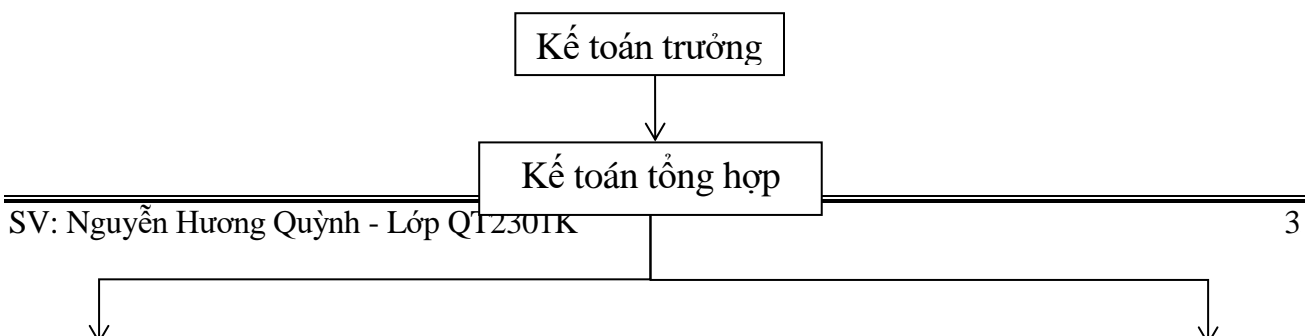 Kế toán trưởng
Kế toán tổng hợp
SV: Nguyễn Hương Quỳnh - Lớp QT2301K 3